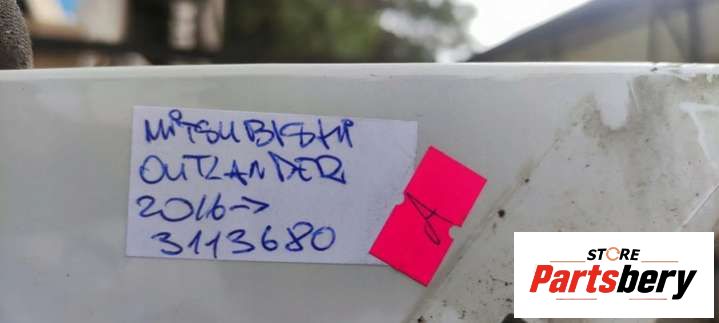 MITSUBISHI
OUTLANDER
2016->
3113680
A
STORE
Partsbery